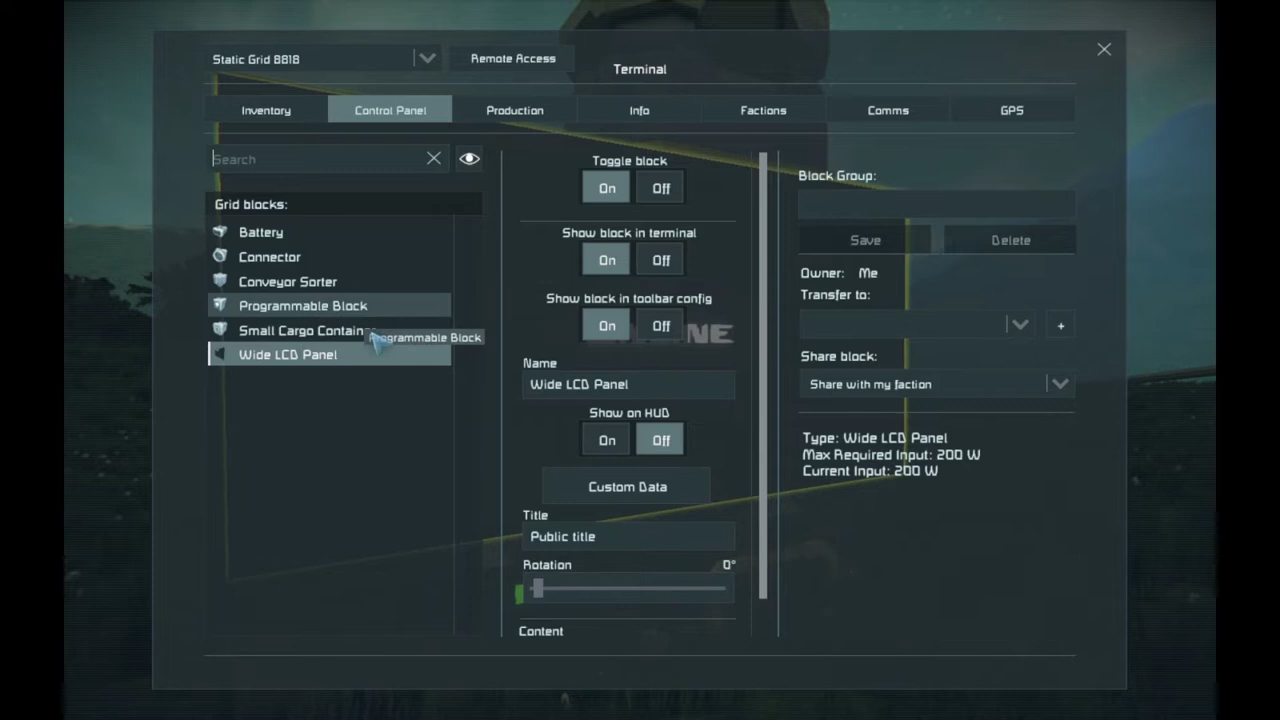 Static Grid 8818
Remote Access
Terminal
Inventory
Control Panel
Production
Info
Factions
Comms
GPS
Search
Grid blocks:
Battery
Connector
Conveyor Sorter
Programmable Block
Small Cargo
Programmable Block
Wide LCD Panel
Toggle block
On Off
Show block in terminal
On Off
Show block in toolbar config
On Off
Name
Wide LCD Panel
Show on HUD
On Off
Custom Data
Title
Public title
Rotation 0°
Content
Block Group:
Save Delete
Owner: Me
Transfer to:
+
Share block:
Share with my faction
Type: Wide LCD Panel
Max Required Input: 200 W
Current Input: 200 W